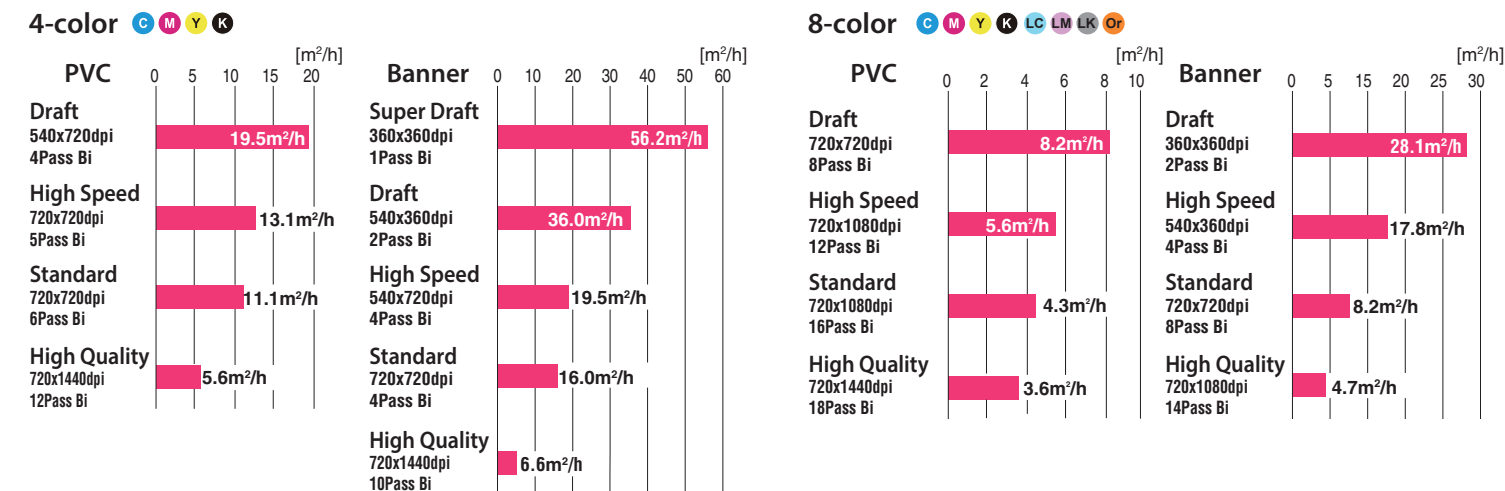 4-color C M Y K
[m²/h]
PVC 0 5 10 15 20
Draft
540x720dpi
4Pass Bi
19.5m²/h
High Speed
720x720dpi
5Pass Bi
13.1m²/h
Standard
720x720dpi
6Pass Bi
11.1m²/h
High Quality
720x1440dpi
12Pass Bi
5.6m²/h
[m²/h]
Banner 0 10 20 30 40 50 60
Super Draft
360x360dpi
1Pass Bi
56.2m²/h
Draft
540x360dpi
2Pass Bi
36.0m²/h
High Speed
540x720dpi
4Pass Bi
19.5m²/h
Standard
720x720dpi
4Pass Bi
16.0m²/h
High Quality
720x1440dpi
10Pass Bi
6.6m²/h
8-color C M Y K LC LM LK Or
[m²/h]
PVC 0 2 4 6 8 10
Draft
720x720dpi
8Pass Bi
8.2m²/h
High Speed
720x1080dpi
12Pass Bi
5.6m²/h
Standard
720x1080dpi
16Pass Bi
4.3m²/h
High Quality
720x1440dpi
18Pass Bi
3.6m²/h
[m²/h]
Banner 0 5 15 20 25 30
Draft
360x360dpi
2Pass Bi
28.1m²/h
High Speed
540x360dpi
4Pass Bi
17.8m²/h
Standard
720x720dpi
8Pass Bi
8.2m²/h
High Quality
720x1080dpi
14Pass Bi
4.7m²/h